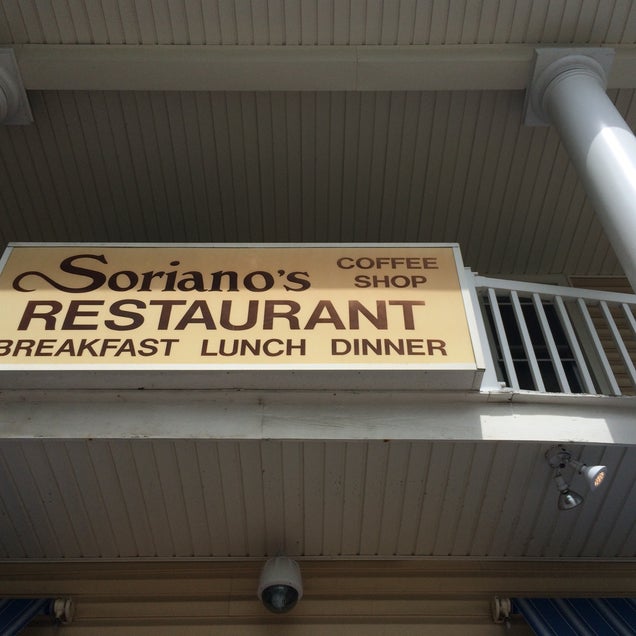 Soriano's COFFEE SHOP
RESTAURANT
BREAKFAST LUNCH DINNER